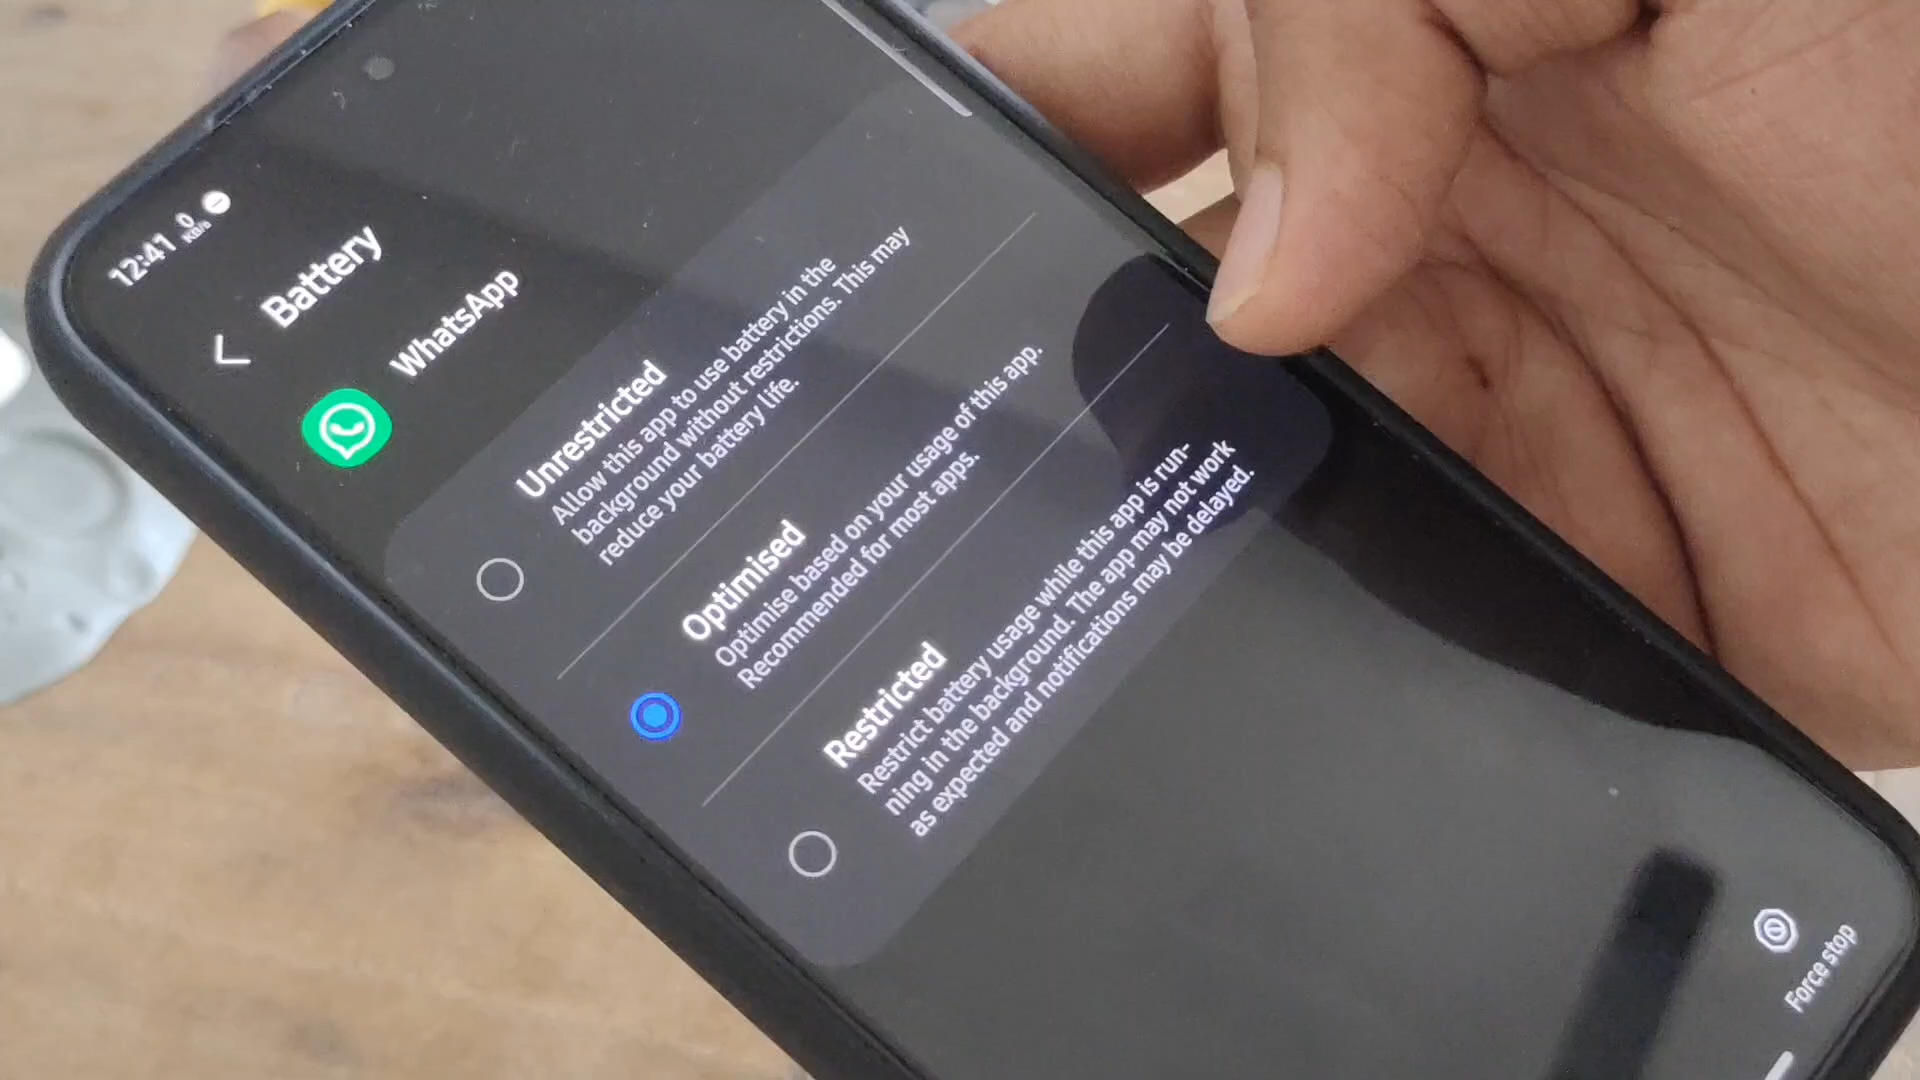 12:41
0
KB/s
Battery
WhatsApp
Unrestricted
Allow this app to use battery in the
background without restrictions. This may
reduce your battery life.
Optimised
Optimise based on your usage of this app.
Recommended for most apps.
Restricted
Restrict battery usage while this app is run-
ning in the background. The app may not work
as expected and notifications may be delayed.
Force stop